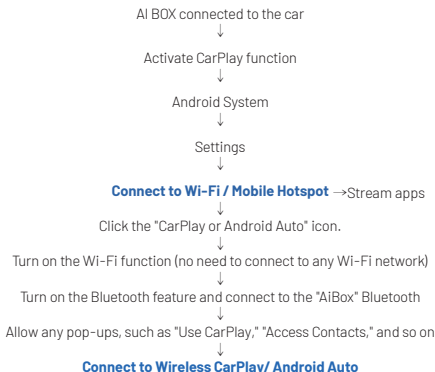 AI BOX connected to the car
↓
Activate CarPlay function
↓
Android System
↓
Settings
↓
Connect to Wi-Fi / Mobile Hotspot →Stream apps
↓
Click the "CarPlay or Android Auto" icon.
↓
Turn on the Wi-Fi function (no need to connect to any Wi-Fi network)
↓
Turn on the Bluetooth feature and connect to the "AiBox" Bluetooth
↓
Allow any pop-ups, such as "Use CarPlay," "Access Contacts," and so on
↓
Connect to Wireless CarPlay/ Android Auto